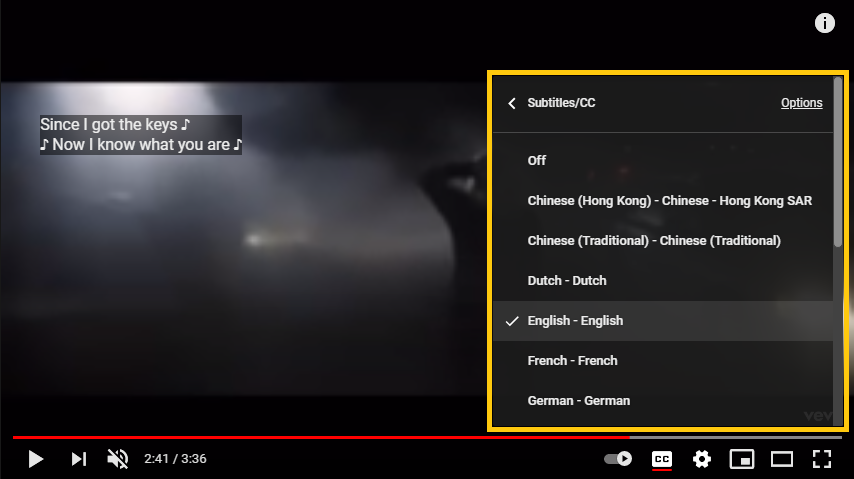 Since I got the keys ♪
♪ Now I know what you are ♪
Subtitles/CC
Options
Off
Chinese (Hong Kong) - Chinese - Hong Kong SAR
Chinese (Traditional) - Chinese (Traditional)
Dutch - Dutch
English - English
French - French
German - German
vev
2:41 / 3:36
CC